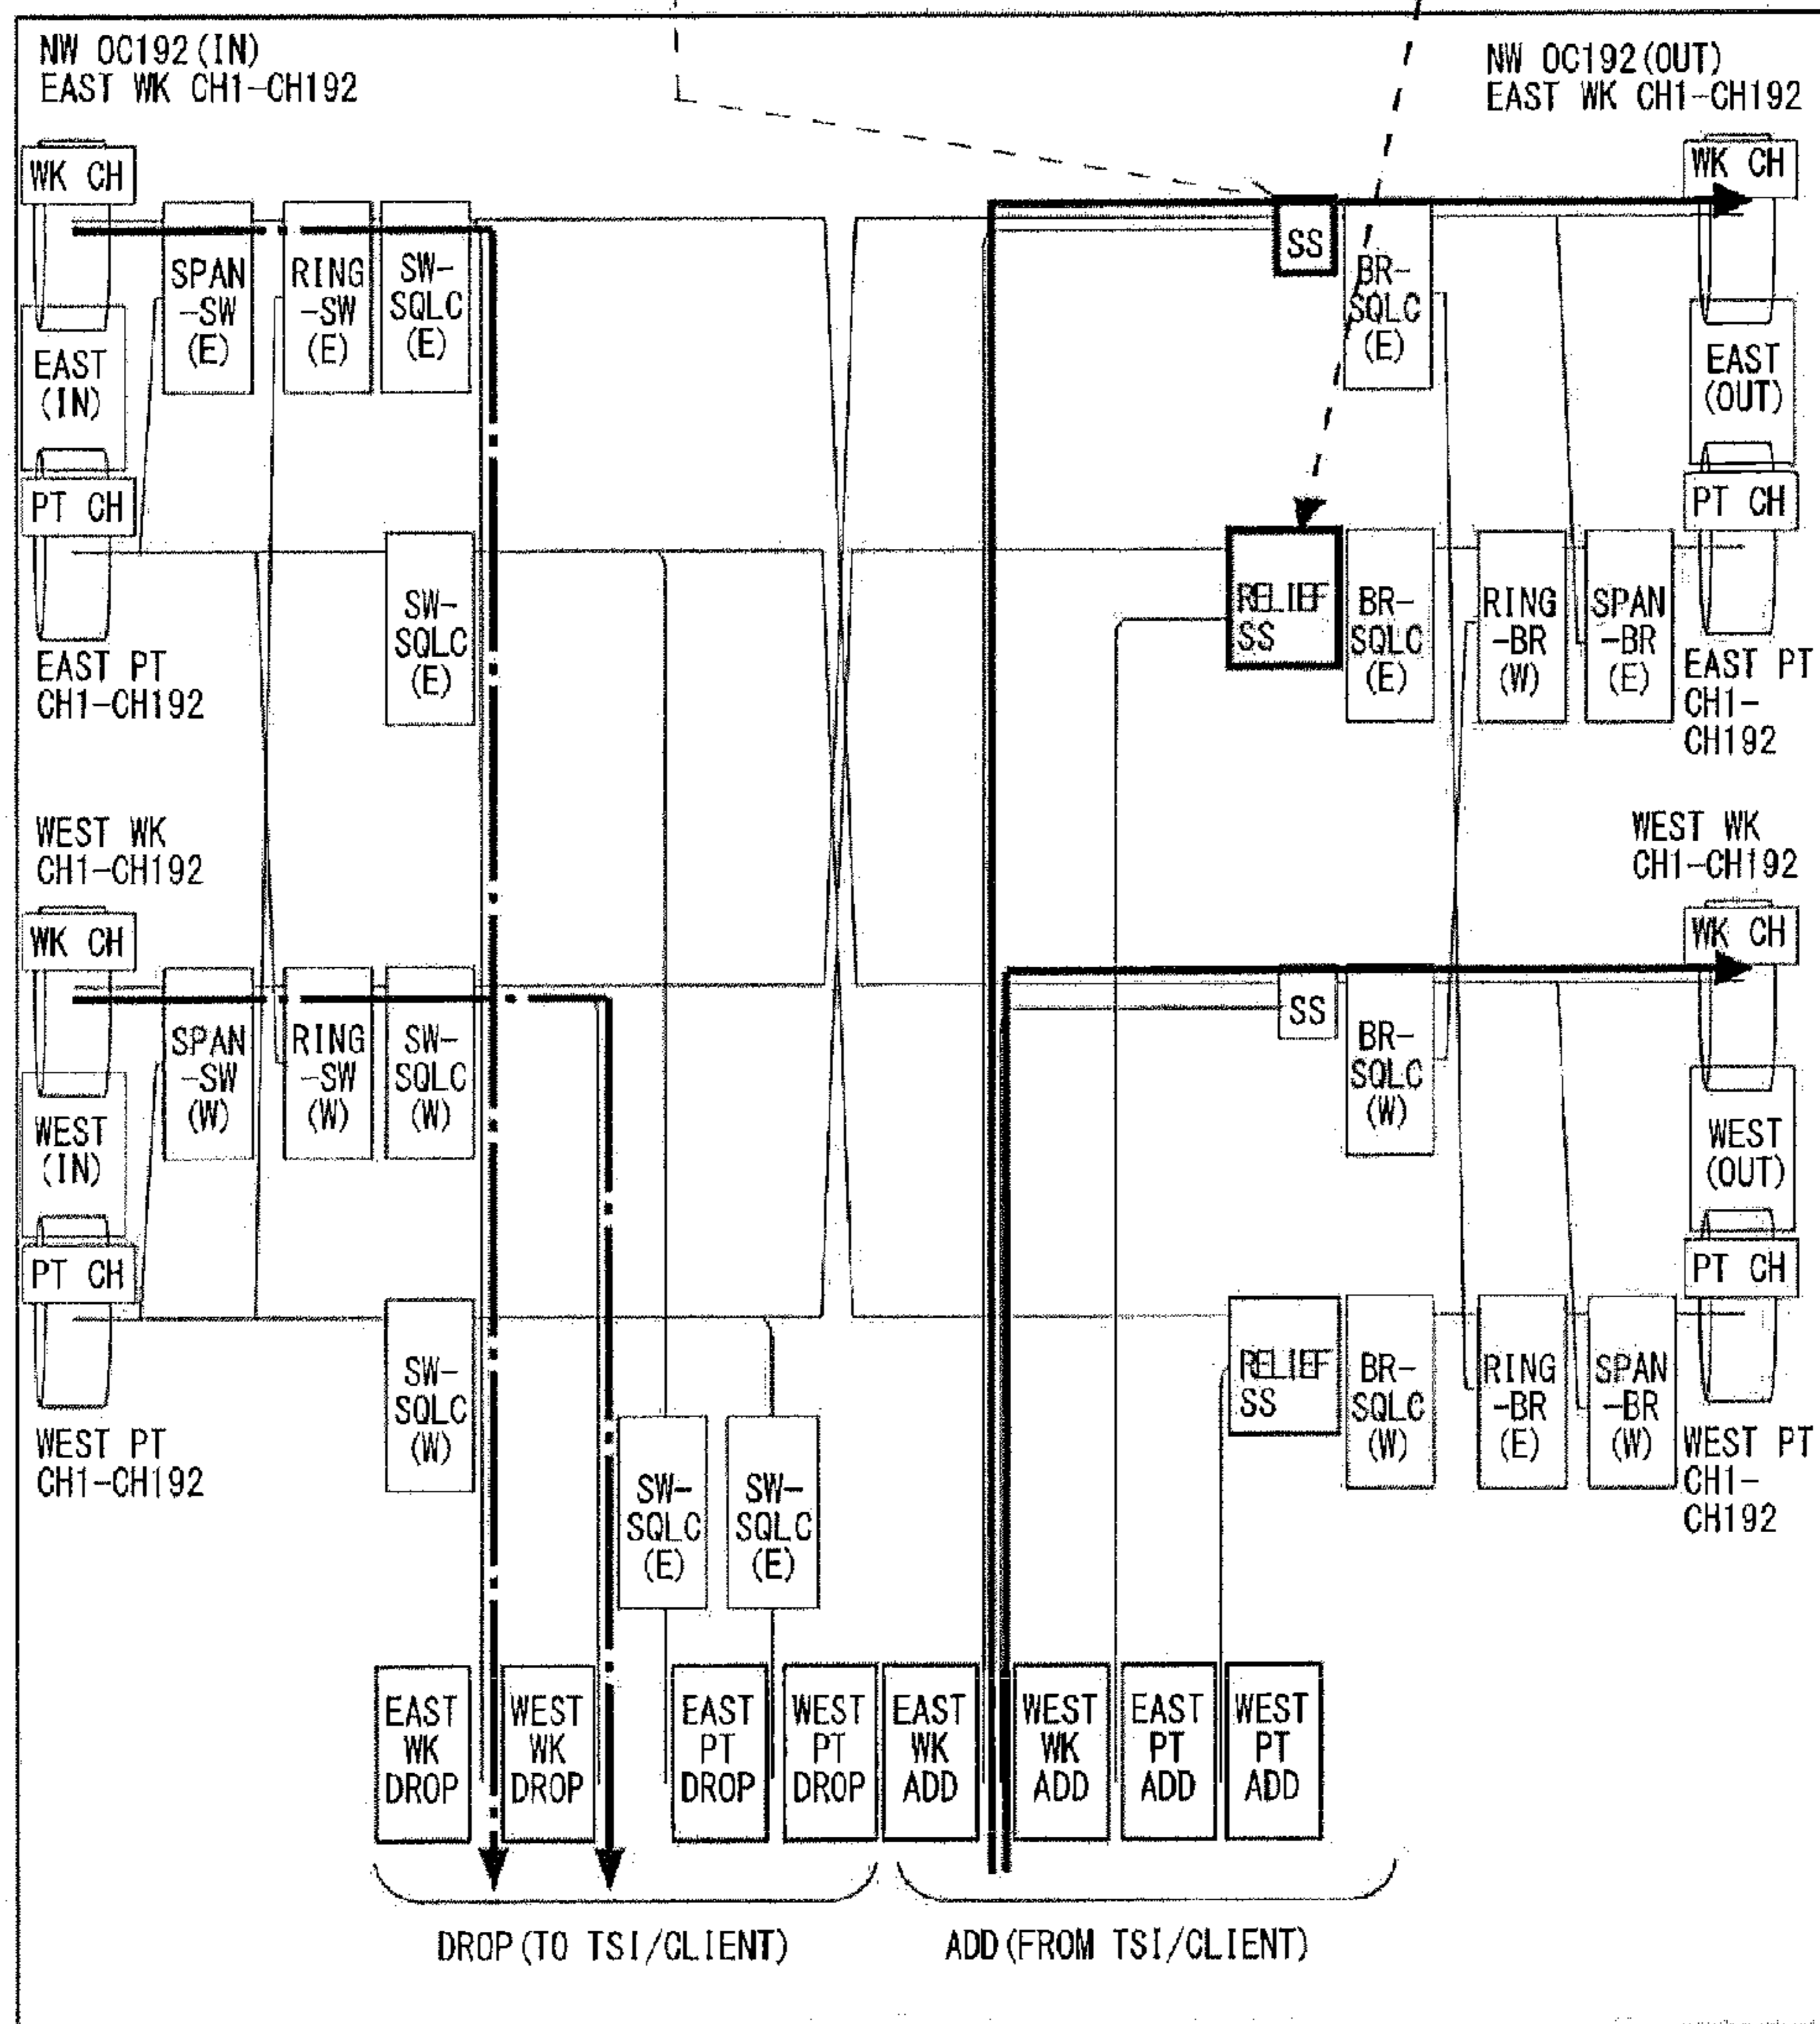 NW OC192(IN)
EAST WK CH1-CH192
NW OC192(OUT)
EAST WK CH1-CH192
WK CH
SPAN
-SW
(E)
RING
-SW
(E)
SW-
SQLC
(E)
SS
BR-
SQLC
(E)
WK CH
EAST
(IN)
EAST
(OUT)
PT CH
PT CH
SW-
SQLC
(E)
RELIEF
SS
BR-
SQLC
(E)
RING
-BR
(W)
SPAN
-BR
(E)
EAST PT
CH1-CH192
EAST PT
CH1-
CH192
WEST WK
CH1-CH192
WEST WK
CH1-CH192
WK CH
SPAN
-SW
(W)
RING
-SW
(W)
SW-
SQLC
(W)
SS
BR-
SQLC
(W)
WK CH
WEST
(IN)
WEST
(OUT)
PT CH
PT CH
SW-
SQLC
(W)
RELIEF
SS
BR-
SQLC
(W)
RING
-BR
(E)
SPAN
-BR
(W)
WEST PT
CH1-CH192
WEST PT
CH1-
CH192
SW-
SQLC
(E)
SW-
SQLC
(E)
EAST
WK
DROP
WEST
WK
DROP
EAST
PT
DROP
WEST
PT
DROP
EAST
WK
ADD
WEST
WK
ADD
EAST
PT
ADD
WEST
PT
ADD
DROP(TO TSI/CLIENT)
ADD(FROM TSI/CLIENT)